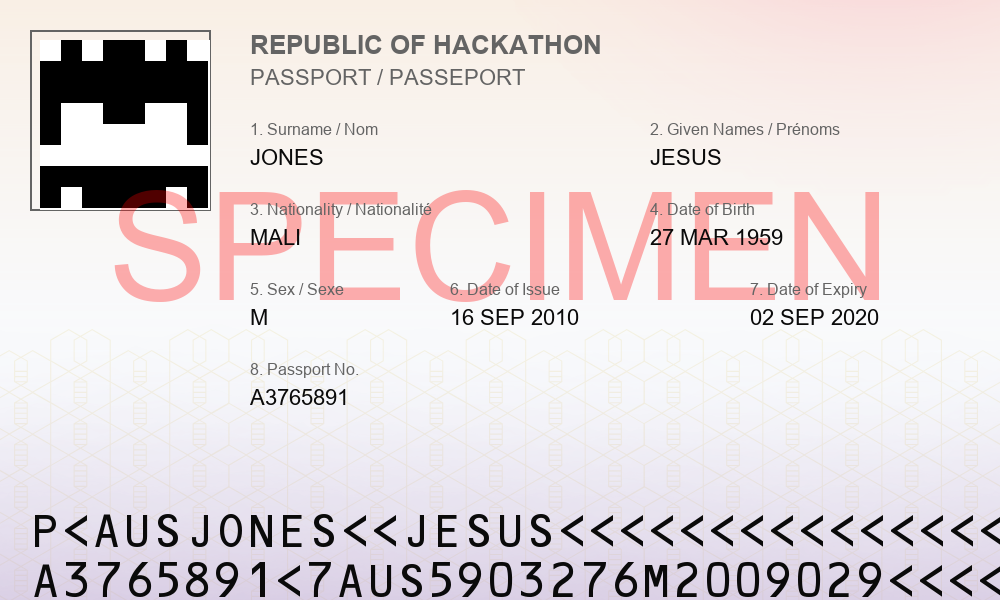 REPUBLIC OF HACKATHON
PASSPORT / PASSEPORT
1. Surname / Nom
JONES
2. Given Names / Prénoms
JESUS
SPECIMEN
3. Nationality / Nationalité
MALI
4. Date of Birth
27 MAR 1959
5. Sex / Sexe
M
6. Date of Issue
16 SEP 2010
7. Date of Expiry
02 SEP 2020
8. Passport No.
A3765891
P<AUSJONES<<JESUS<<<<<<<<<<<<<<<
A3765891<7AUS5903276M2009029<<<<